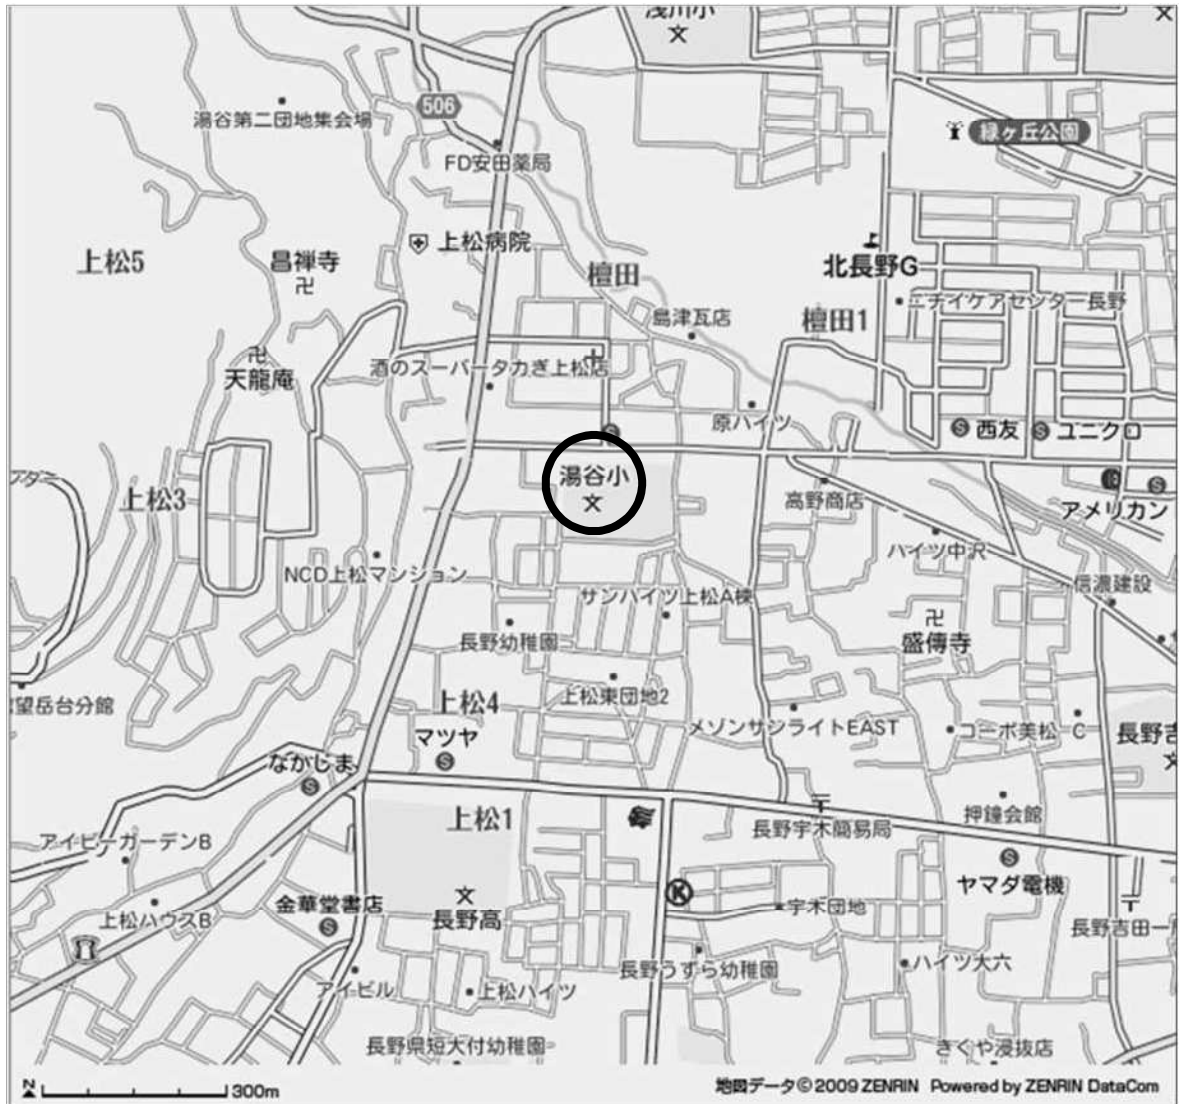 浅川小
506
湯谷第二団地集会場
緑ヶ丘公園
FD安田薬局
上松病院
上松5
昌禅寺
檀田
北長野G
ニチイケアセンター長野
島津瓦店
檀田1
天龍庵
酒のスーパータカぎ上松店
原ハイツ
西友
ユニクロ
湯谷小
上松3
高野商店
アメリカン
ハイツ中沢
NCD上松マンション
サンハイツ上松A棟
信濃建設
長野幼稚園
盛傳寺
上松東団地2
望岳台分館
上松4
メゾンサンライトEAST
コーポ美松 C
長野吉
マツヤ
なかじま
上松1
押鐘会館
長野宇木簡易局
アイビーガーデンB
ヤマダ電機
金華堂書店
上松ハウスB
長野高
K
宇木団地
長野吉田一
長野うずら幼稚園
ハイツ大六
アイビル
上松ハイツ
長野県短大付幼稚園
きくや浸抜店
N
300m
地図データ©2009 ZENRIN Powered by ZENRIN DataCom